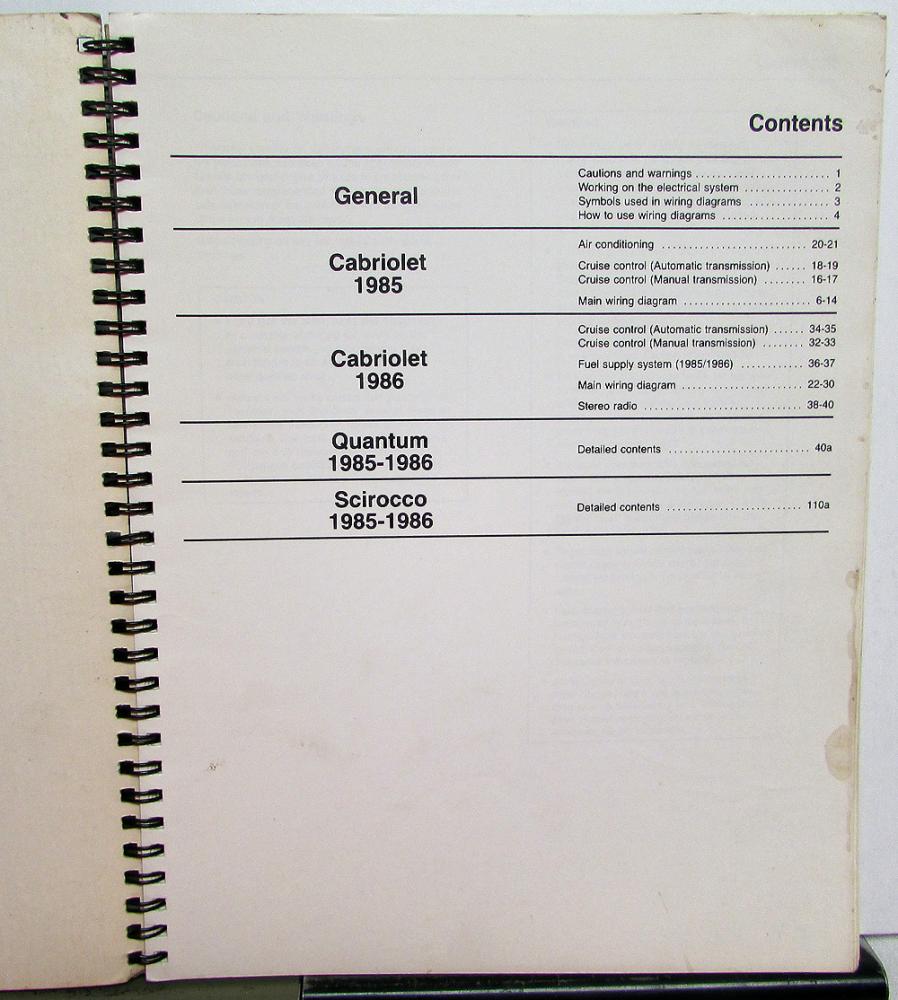 Contents
General
Cautions and warnings ........................ 1
Working on the electrical system ............... 2
Symbols used in wiring diagrams .............. 3
How to use wiring diagrams .................. 4
Cabriolet
1985
Air conditioning .......................... 20-21
Cruise control (Automatic transmission) ...... 18-19
Cruise control (Manual transmission) ........ 16-17
Main wiring diagram ....................... 6-14
Cabriolet
1986
Cruise control (Automatic transmission) ...... 34-35
Cruise control (Manual transmission) ........ 32-33
Fuel supply system (1985/1986) ............ 36-37
Main wiring diagram ...................... 22-30
Stereo radio ............................. 38-40
Quantum
1985-1986
Detailed contents ......................... 40a
Scirocco
1985-1986
Detailed contents ........................ 110a